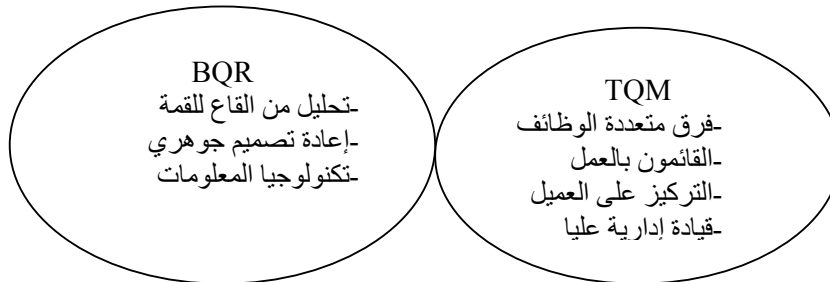 BQR
-تحليل من القاع للقمة
-إعادة تصميم جوهري
-تكنولوجيا المعلومات
TQM
-فرق متعددة الوظائف
-القائمون بالعمل
-التركيز على العميل
-قيادة إدارية عليا